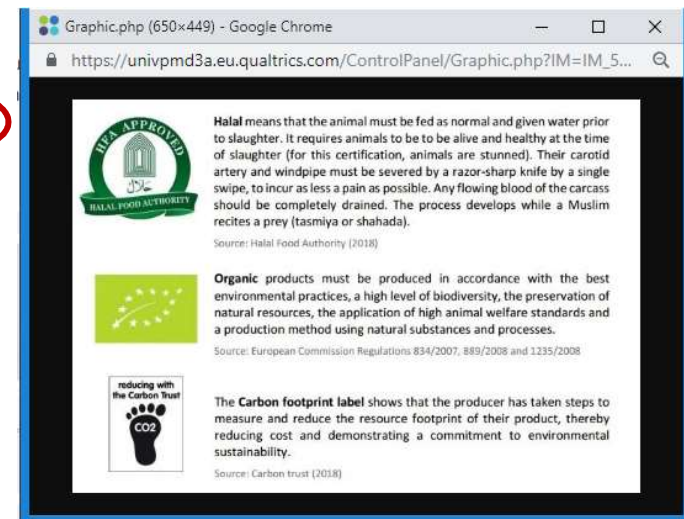 Graphic.php (650×449) - Google Chrome
https://univpmd3a.eu.qualtrics.com/ControlPanel/Graphic.php?IM=IM_5...
HFA APPROVED
حلال
HALAL FOOD AUTHORITY
Halal means that the animal must be fed as normal and given water prior
to slaughter. It requires animals to be to be alive and healthy at the time
of slaughter (for this certification, animals are stunned). Their carotid
artery and windpipe must be severed by a razor-sharp knife by a single
swipe, to incur as less a pain as possible. Any flowing blood of the carcass
should be completely drained. The process develops while a Muslim
recites a prey (tasmiya or shahada).
Source: Halal Food Authority (2018)
Organic products must be produced in accordance with the best
environmental practices, a high level of biodiversity, the preservation of
natural resources, the application of high animal welfare standards and
a production method using natural substances and processes.
Source: European Commission Regulations 834/2007, 889/2008 and 1235/2008
reducing with
the Carbon Trust
CO2
The Carbon footprint label shows that the producer has taken steps to
measure and reduce the resource footprint of their product, thereby
reducing cost and demonstrating a commitment to environmental
sustainability.
Source: Carbon trust (2018)